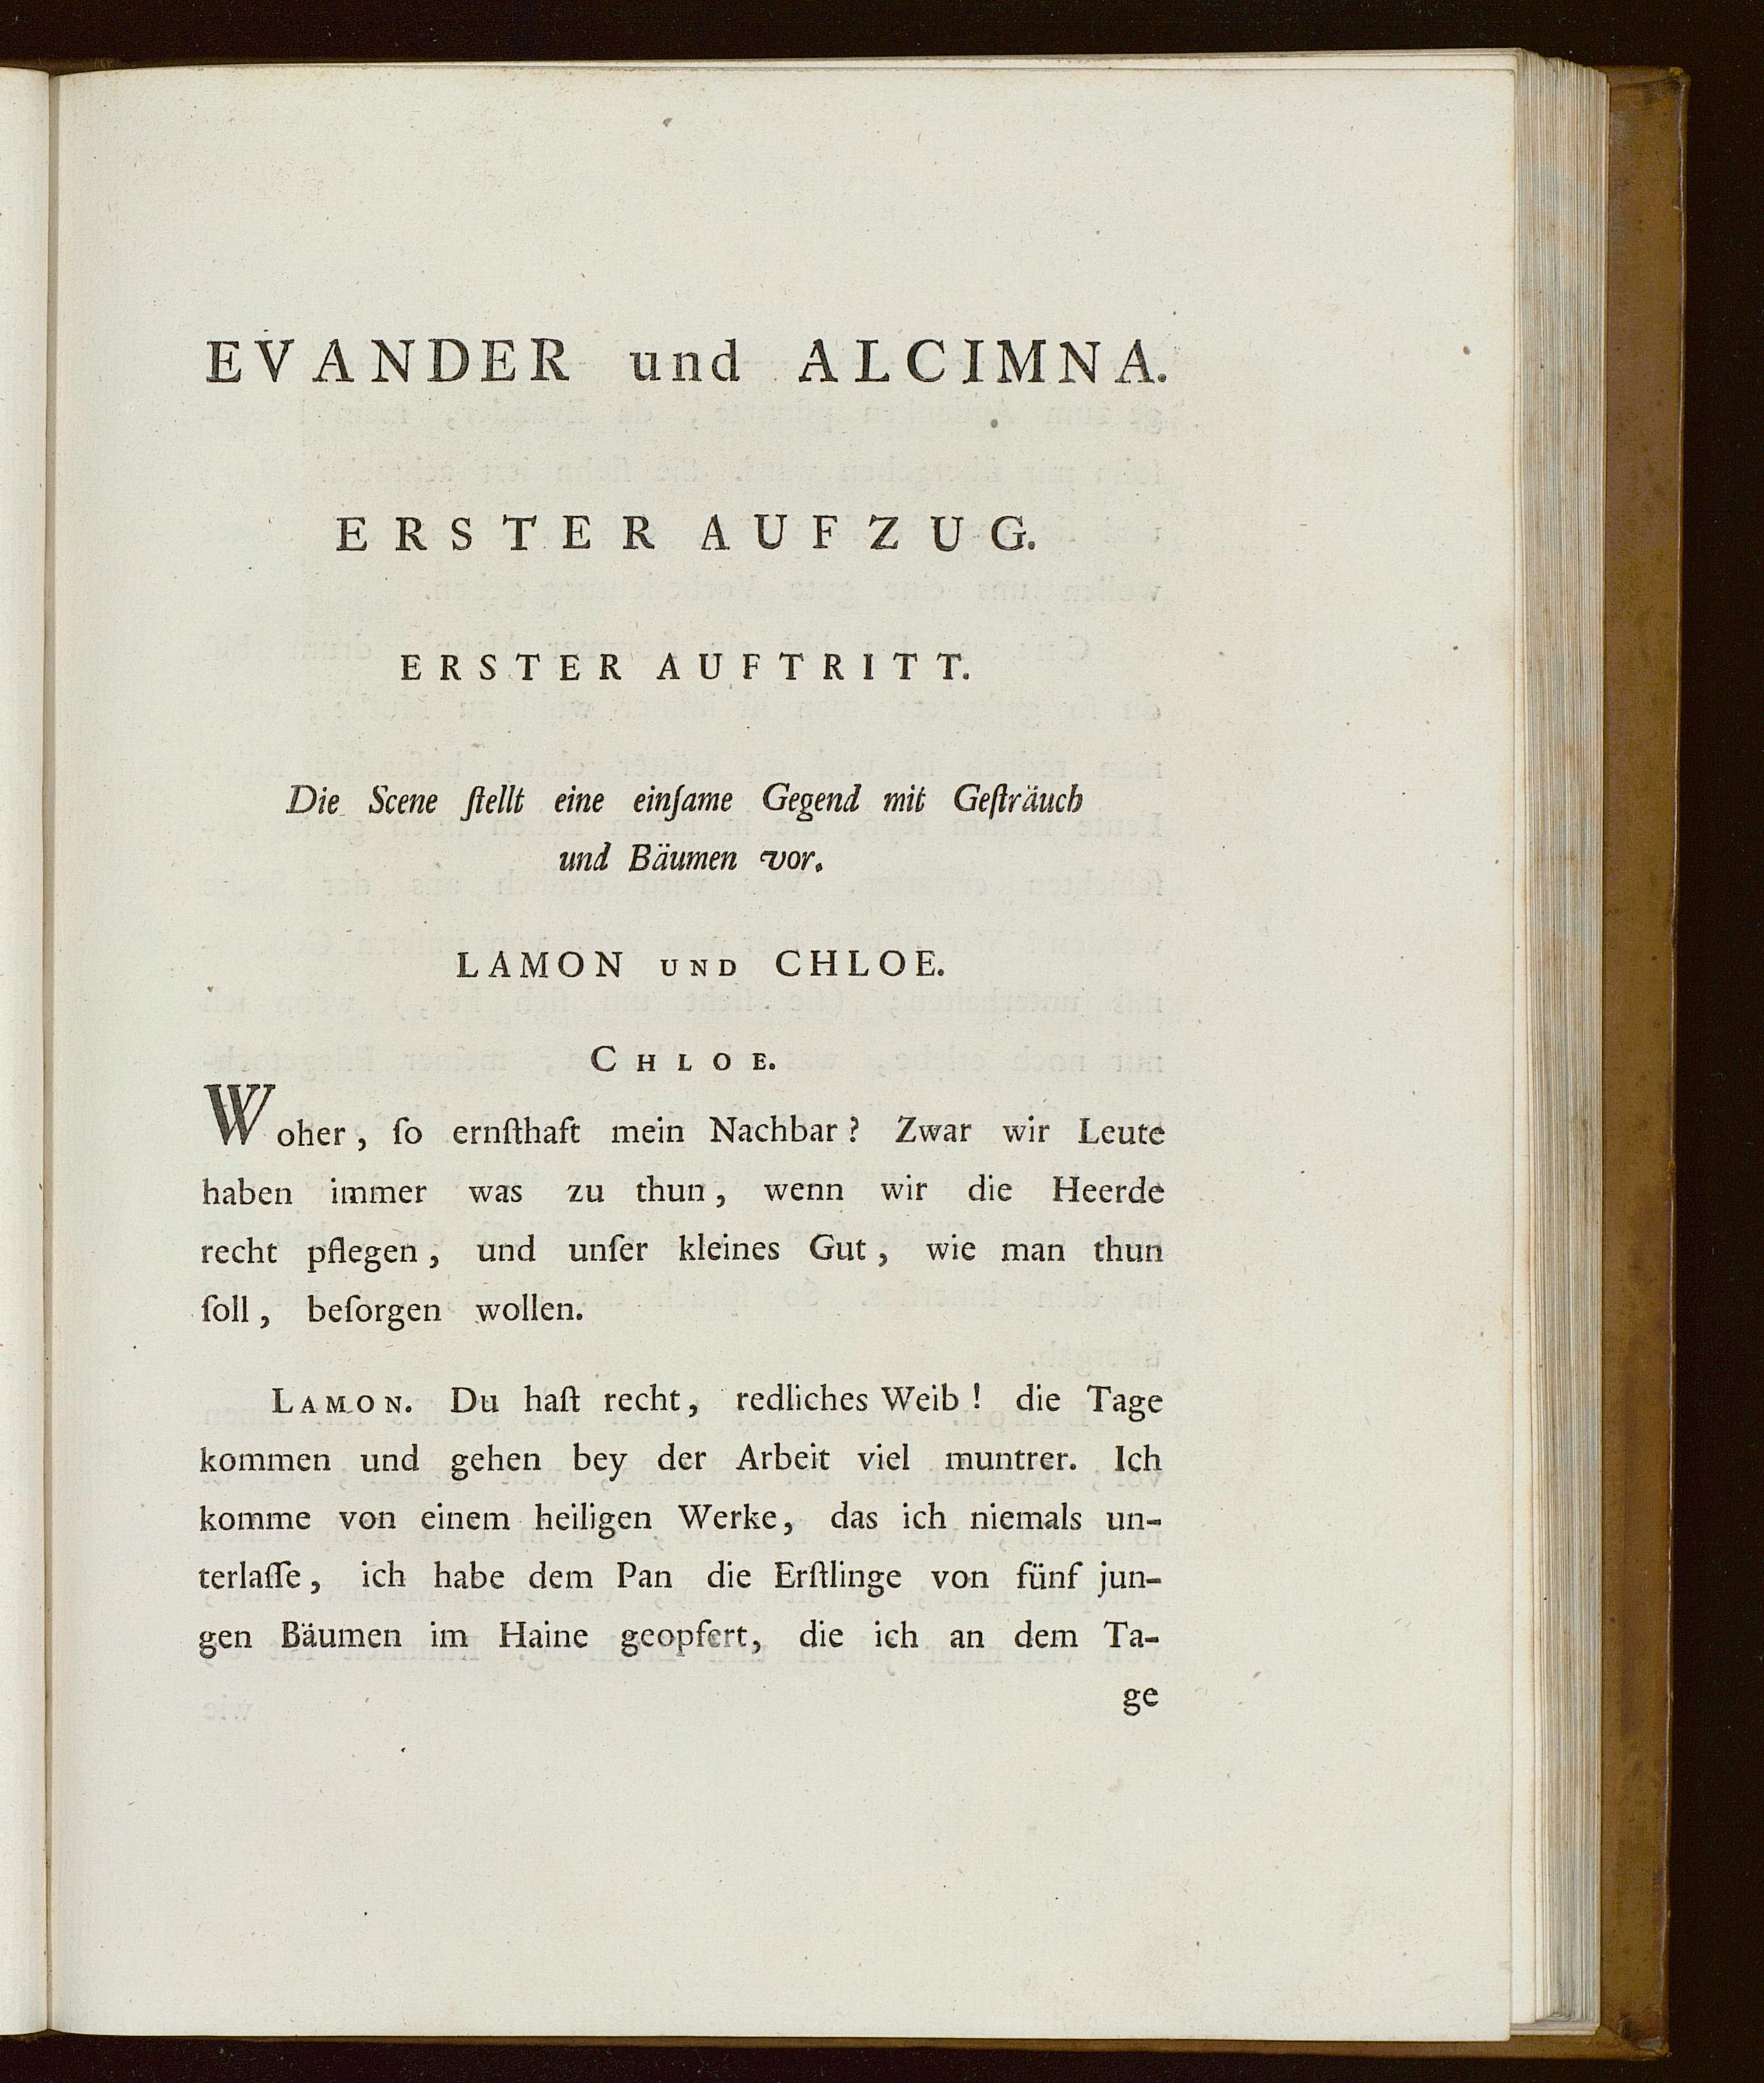 EVANDER und ALCIMNA.
ERSTER AUFZUG.
ERSTER AUFTRITT.
Die Scene ſtellt eine einſame Gegend mit Geſträuch
und Bäumen vor.
LAMON UND CHLOE.
CHLOE.
Woher, ſo ernſthaft mein Nachbar? Zwar wir Leute
haben immer was zu thun, wenn wir die Heerde
recht pflegen, und unſer kleines Gut, wie man thun
ſoll, beſorgen wollen.
LAMON. Du haſt recht, redliches Weib! die Tage
kommen und gehen bey der Arbeit viel muntrer. Ich
komme von einem heiligen Werke, das ich niemals un-
terlaſſe, ich habe dem Pan die Erſtlinge von fünf jun-
gen Bäumen im Haine geopfert, die ich an dem Ta-
ge